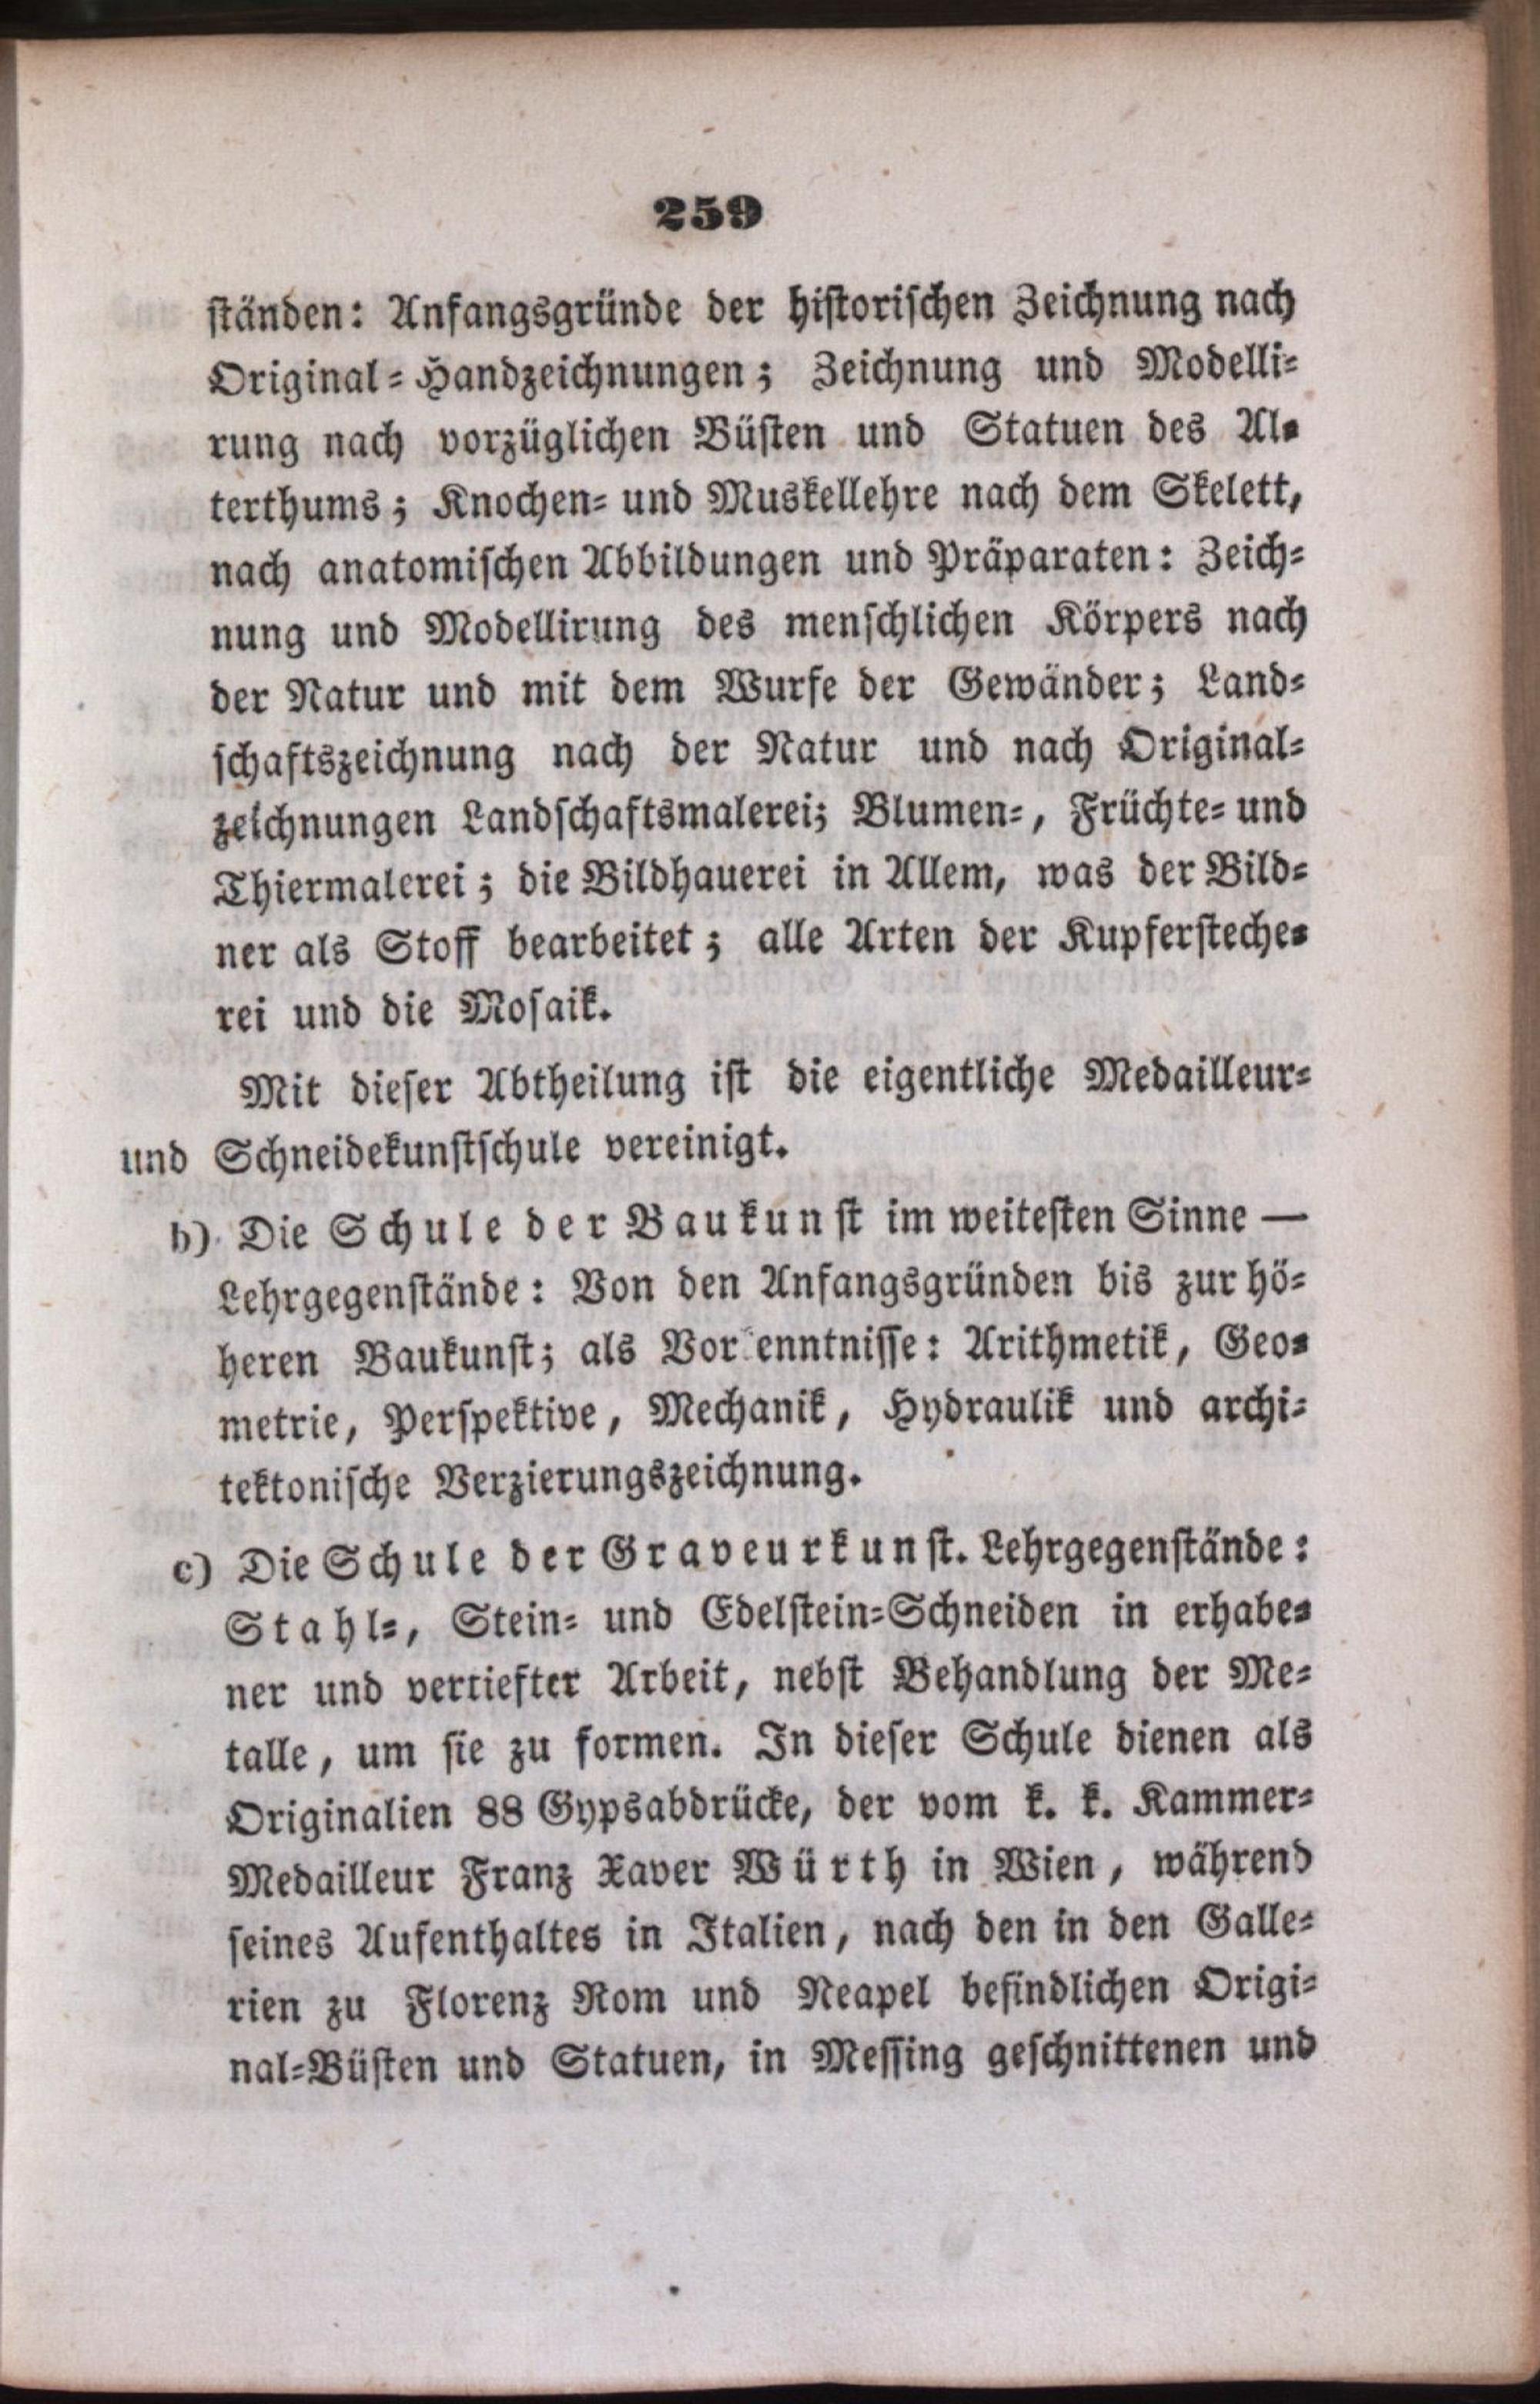 259
ständen: Anfangsgründe der historischen Zeichnung nach
Original-Handzeichnungen; Zeichnung und Modelli-
rung nach vorzüglichen Büsten und Statuen des Al-
terthums; Knochen- und Muskellehre nach dem Skelett,
nach anatomischen Abbildungen und Präparaten: Zeich-
nung und Modellirung des menschlichen Körpers nach
der Natur und mit dem Wurfe der Gewänder; Land-
schaftszeichnung nach der Natur und nach Original-
zeichnungen Landschaftsmalerei; Blumen-, Früchte- und
Thiermalerei; die Bildhauerei in Allem, was der Bild-
ner als Stoff bearbeitet; alle Arten der Kupfersteche-
rei und die Mosaik.
Mit dieser Abtheilung ist die eigentliche Medailleur-
und Schneidekunstschule vereinigt.
b) Die Schule der Baukunst im weitesten Sinne —
Lehrgegenstände: Von den Anfangsgründen bis zur hö-
heren Baukunst; als Vor enntnisse: Arithmetik, Geo-
metrie, Perspektive, Mechanik, Hydraulik und archi-
tektonische Verzierungszeichnung.
c) Die Schule der Graveurkunst. Lehrgegenstände:
Stahl-, Stein- und Edelstein-Schneiden in erhabe-
ner und vertiefter Arbeit, nebst Behandlung der Me-
talle, um sie zu formen. In dieser Schule dienen als
Originalien 88 Gypsabdrücke, der vom k. k. Kammer-
Medailleur Franz Xaver Würth in Wien, während
seines Aufenthaltes in Italien, nach den in den Galle-
rien zu Florenz Rom und Neapel befindlichen Origi-
nal-Büsten und Statuen, in Messing geschnittenen und